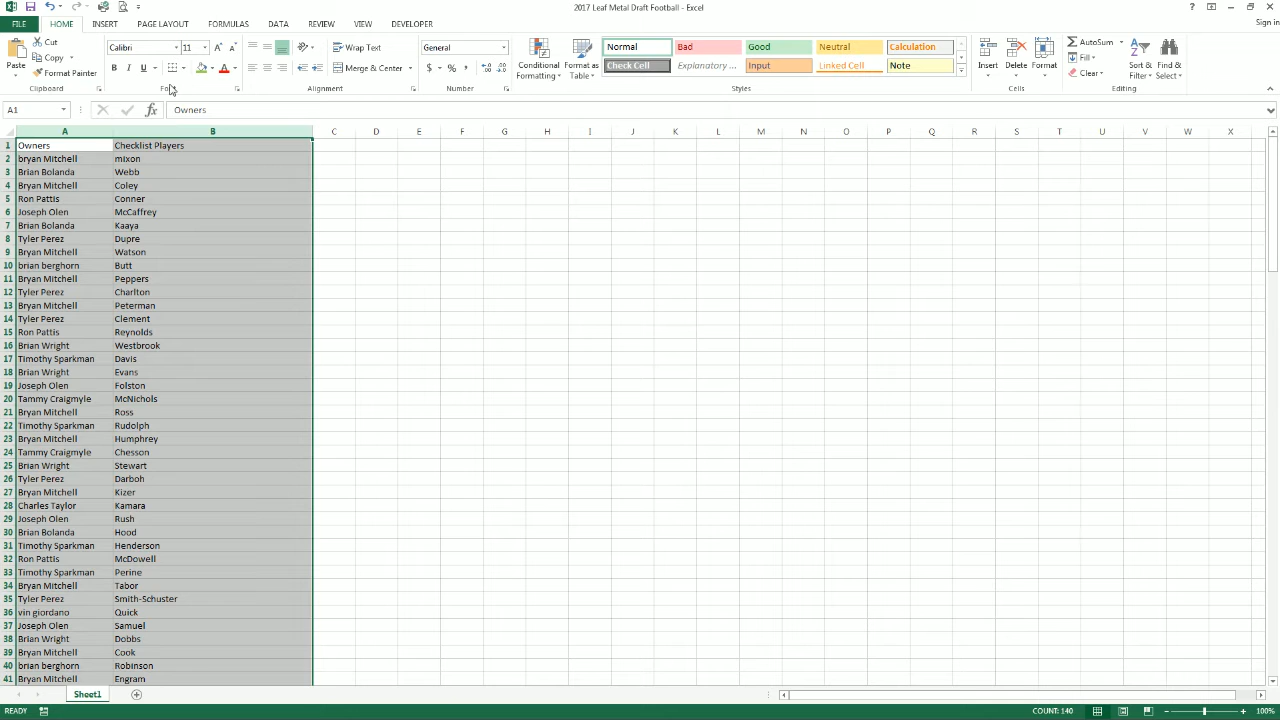 2017 Leaf Metal Draft Football - Excel
Sign in
FILE HOME INSERT PAGE LAYOUT FORMULAS DATA REVIEW VIEW DEVELOPER
Paste
Cut
Copy
Format Painter
Clipboard
Calibri 11
B I U
Wrap Text
Merge & Center
Alignment
General
$ % ,
Number
Conditional Formatting
Format as Table
Normal Bad Good Neutral Calculation
Check Cell Explanatory ... Input Linked Cell Note
Styles
Insert Delete Format
Cells
AutoSum
Fill
Clear
Sort & Filter
Find & Select
Editing
A1 fx Owners
A B C D E F G H I J K L M N O P Q R S T U V W X
1 Owners Checklist Players
2 bryan Mitchell mixon
3 Brian Bolanda Webb
4 Bryan Mitchell Coley
5 Ron Pattis Conner
6 Joseph Olen McCaffrey
7 Brian Bolanda Kaaya
8 Tyler Perez Dupre
9 Bryan Mitchell Watson
10 brian berghorn Butt
11 Bryan Mitchell Peppers
12 Tyler Perez Charlton
13 Bryan Mitchell Peterman
14 Tyler Perez Clement
15 Ron Pattis Reynolds
16 Brian Wright Westbrook
17 Timothy Sparkman Davis
18 Brian Wright Evans
19 Joseph Olen Folston
20 Tammy Craigmyle McNichols
21 Bryan Mitchell Ross
22 Timothy Sparkman Rudolph
23 Bryan Mitchell Humphrey
24 Tammy Craigmyle Chesson
25 Brian Wright Stewart
26 Tyler Perez Darboh
27 Bryan Mitchell Kizer
28 Charles Taylor Kamara
29 Joseph Olen Rush
30 Brian Bolanda Hood
31 Timothy Sparkman Henderson
32 Ron Pattis McDowell
33 Timothy Sparkman Perine
34 Bryan Mitchell Tabor
35 Tyler Perez Smith-Schuster
36 vin giordano Quick
37 Joseph Olen Samuel
38 Brian Wright Dobbs
39 Bryan Mitchell Cook
40 brian berghorn Robinson
41 Bryan Mitchell Engram
Sheet1
READY
COUNT: 140
100%